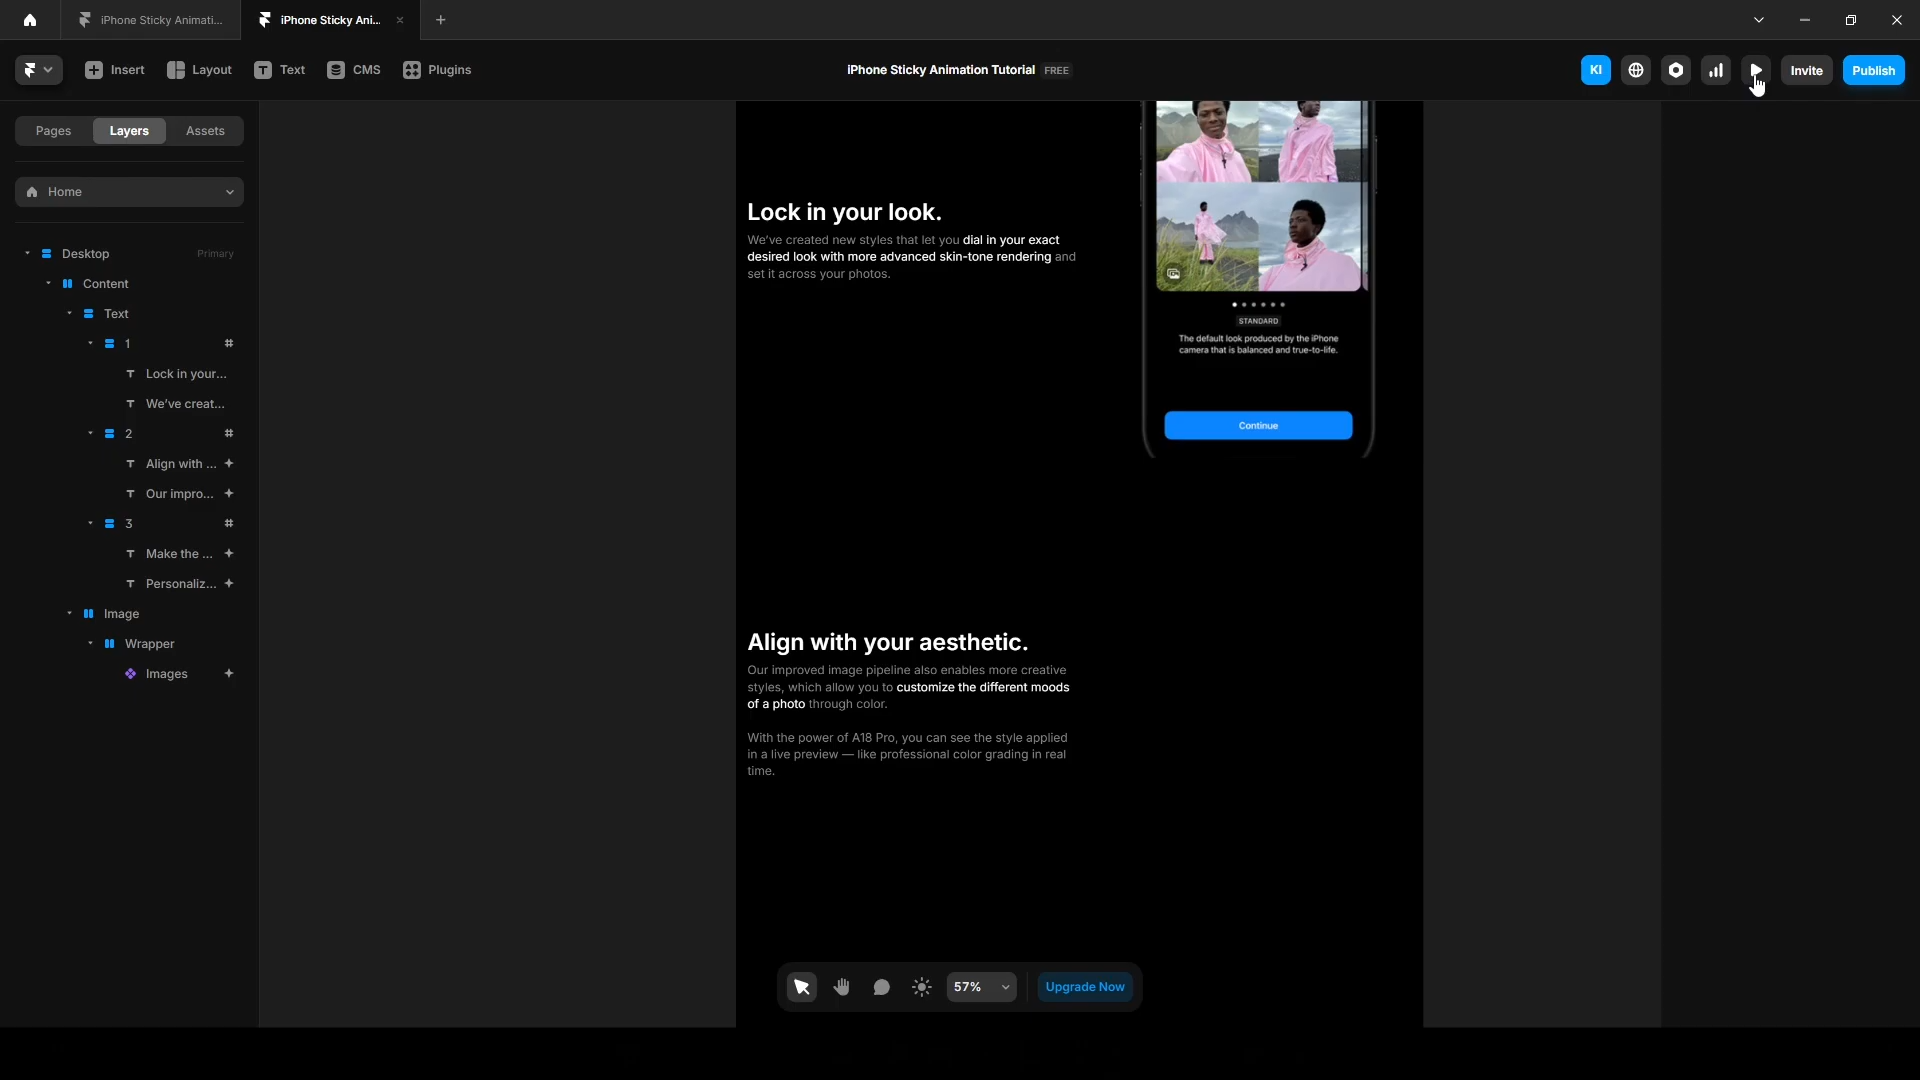 iPhone Sticky Animati...
iPhone Sticky Ani...
Insert
Layout
Text
CMS
Plugins
iPhone Sticky Animation Tutorial FREE
KI
Invite
Publish
Pages
Layers
Assets
Home
Desktop
Primary
Content
Text
1
Lock in your...
We've creat...
2
Align with ...
Our impro...
3
Make the ...
Personaliz...
Image
Wrapper
Images
Lock in your look.
We've created new styles that let you dial in your exact
desired look with more advanced skin-tone rendering and
set it across your photos.
STANDARD
The default look produced by the iPhone
camera that is balanced and true-to-life.
Continue
Align with your aesthetic.
Our improved image pipeline also enables more creative
styles, which allow you to customize the different moods
of a photo through color.
With the power of A18 Pro, you can see the style applied
in a live preview — like professional color grading in real
time.
57%
Upgrade Now